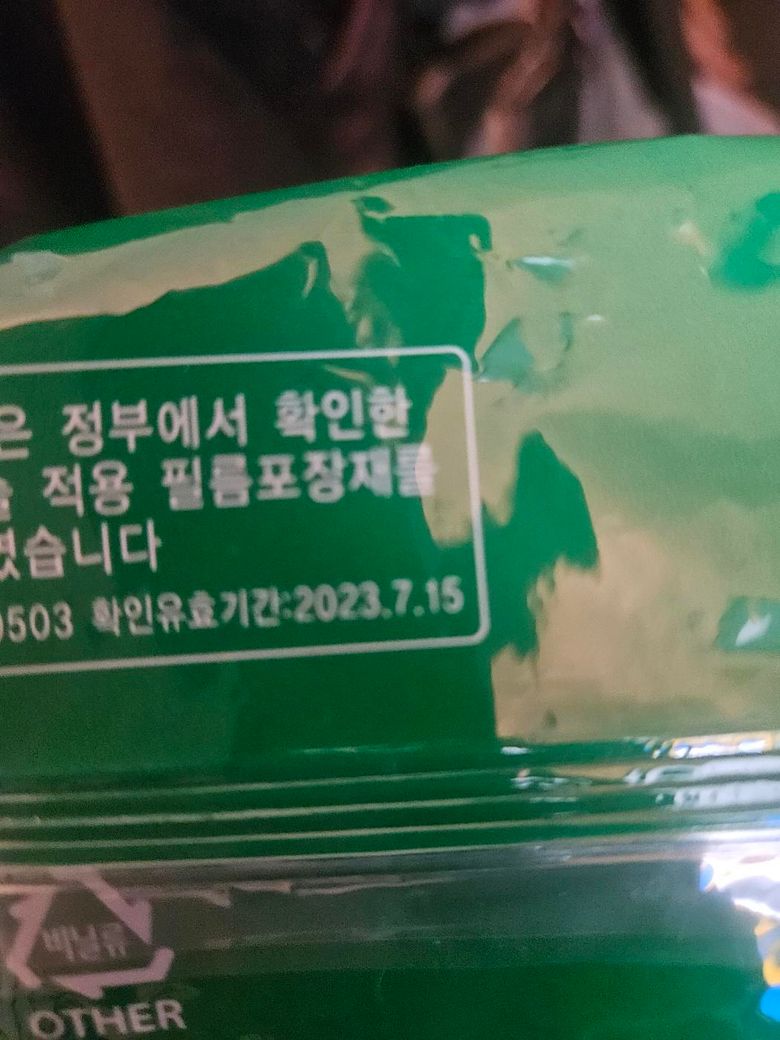 은 정부에서 확인한
적용 필름포장재를
였습니다
0503 확인유효기간:2023.7.15
비닐류
OTHER